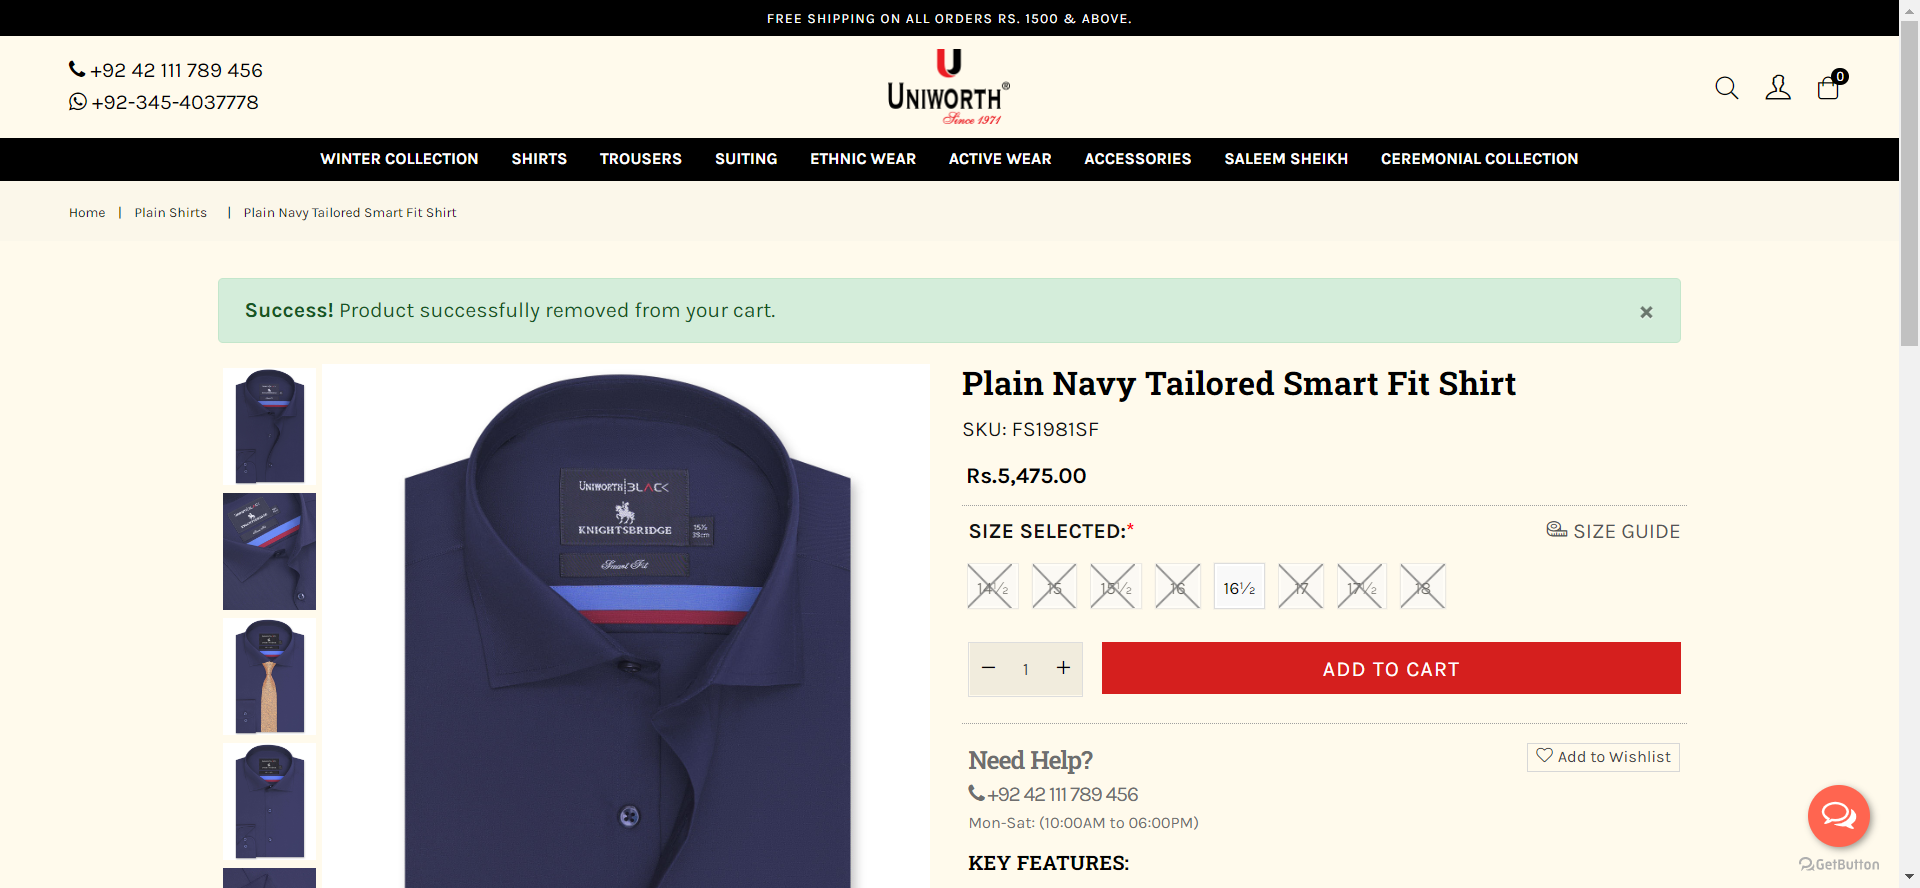 FREE SHIPPING ON ALL ORDERS RS. 1500 & ABOVE.
+92 42 111 789 456
+92-345-4037778
UNIWORTH®
Since 1971
0
WINTER COLLECTION SHIRTS TROUSERS SUITING ETHNIC WEAR ACTIVE WEAR ACCESSORIES SALEEM SHEIKH CEREMONIAL COLLECTION
Home | Plain Shirts | Plain Navy Tailored Smart Fit Shirt
Success! Product successfully removed from your cart.
×
UNIWORTH|BLACK
KNIGHTSBRIDGE
15½
39cm
Smart Fit
Plain Navy Tailored Smart Fit Shirt
SKU: FS1981SF
Rs.5,475.00
SIZE SELECTED:*
SIZE GUIDE
14½ 15 15½ 16 16½ 17 17½ 18
− 1 +
ADD TO CART
Need Help?
Add to Wishlist
+92 42 111 789 456
Mon-Sat: (10:00AM to 06:00PM)
KEY FEATURES:
GetButton